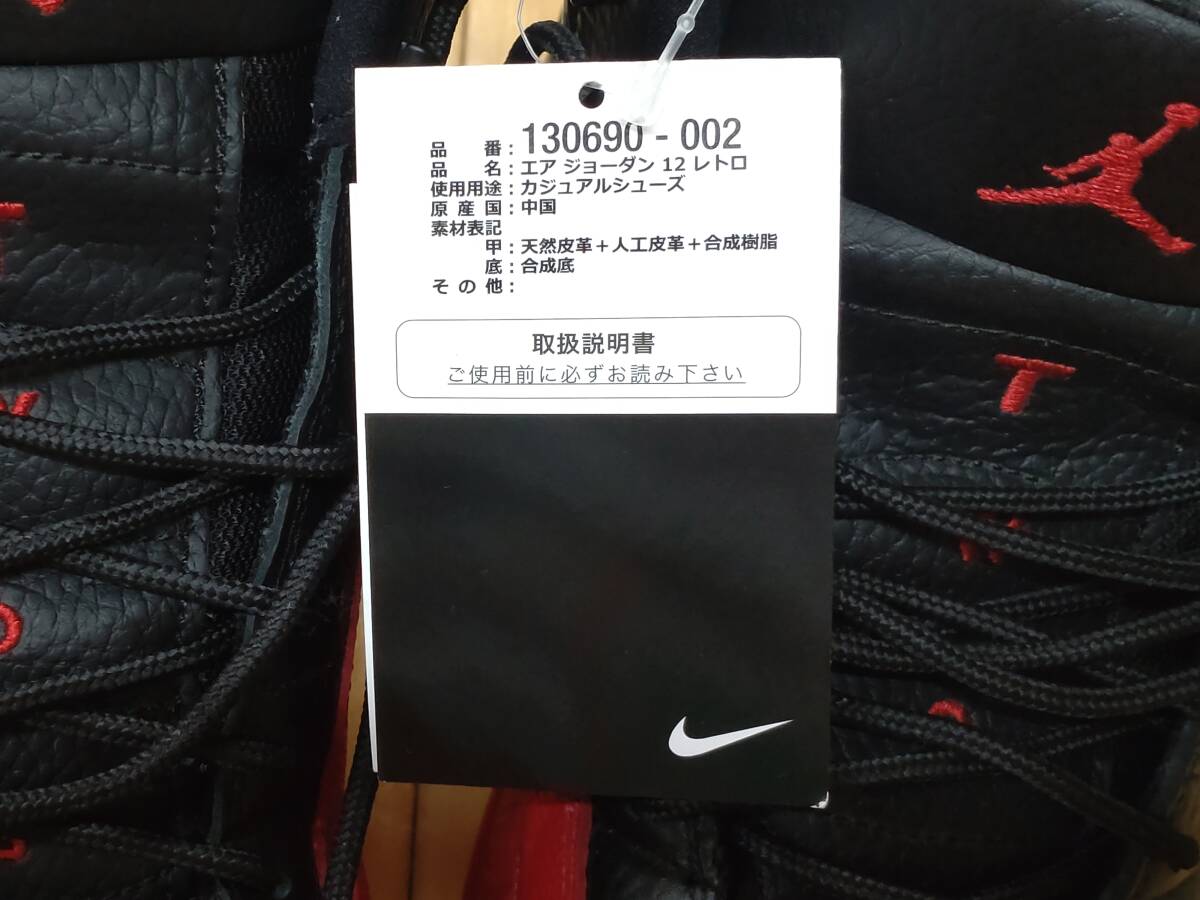 品番：130690 - 002
品名：エア ジョーダン 12 レトロ
使用用途：カジュアルシューズ
原産国：中国
素材表記
甲：天然皮革＋人工皮革＋合成樹脂
底：合成底
その他：
取扱説明書
ご使用前に必ずお読み下さい
T